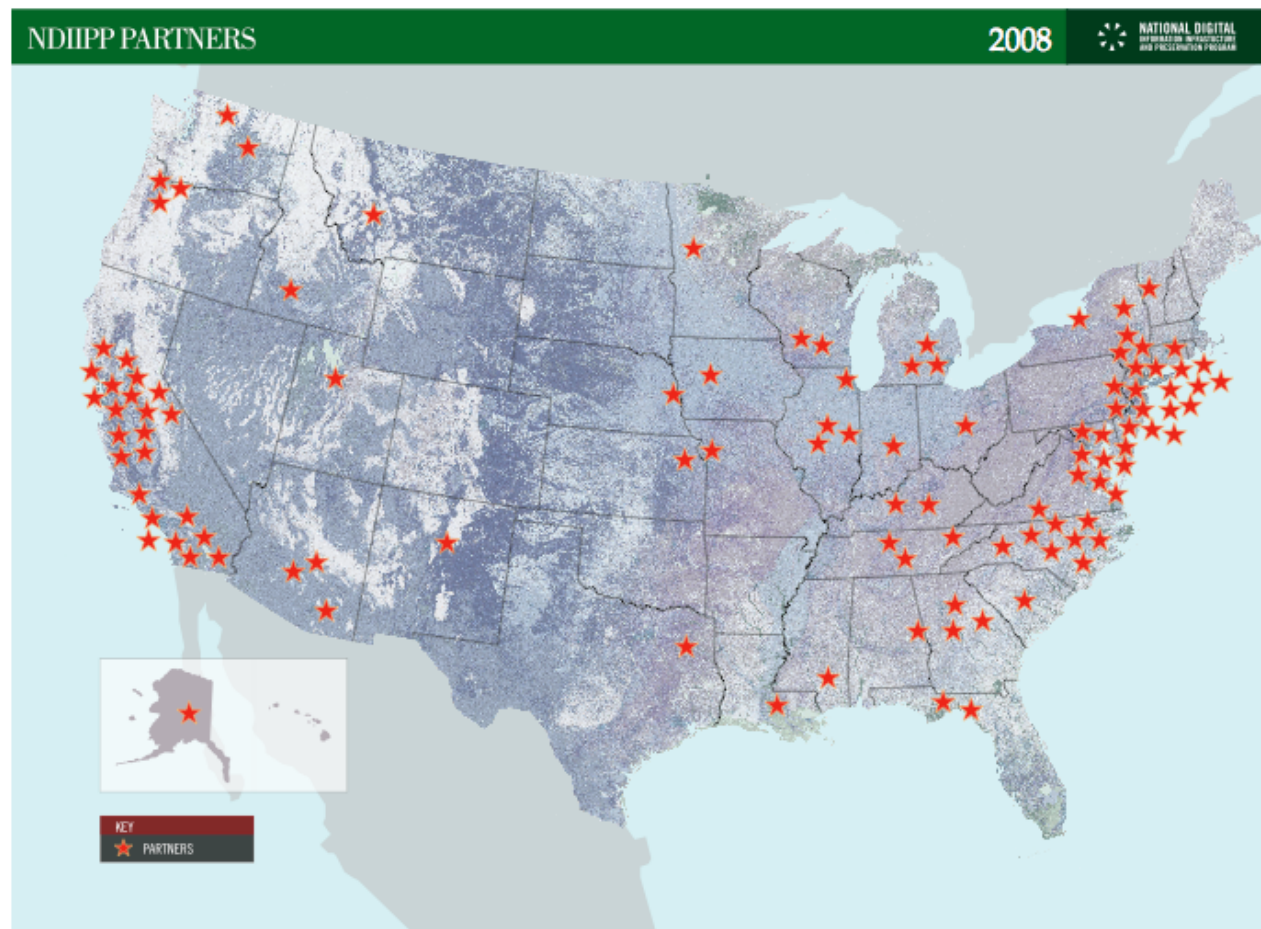 NDIIPP PARTNERS
2008
NATIONAL DIGITAL
INFORMATION INFRASTRUCTURE
AND PRESERVATION PROGRAM
KEY
PARTNERS